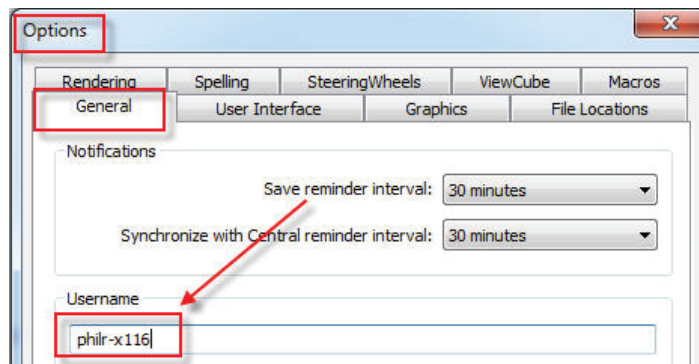 Options
Rendering Spelling SteeringWheels ViewCube Macros
General User Interface Graphics File Locations
Notifications
Save reminder interval: 30 minutes
Synchronize with Central reminder interval: 30 minutes
Username
philr-x116